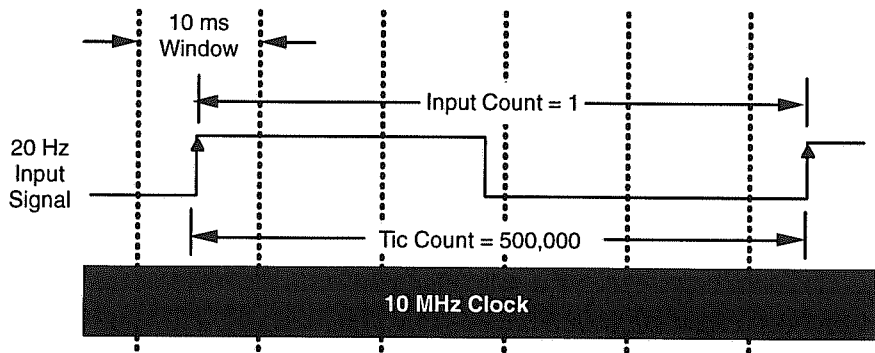 10 ms
Window
Input Count = 1
20 Hz
Input
Signal
Tic Count = 500,000
10 MHz Clock